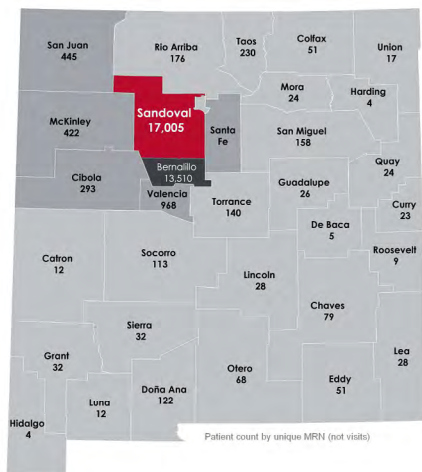 San Juan
445
Rio Arriba
176
Taos
230
Colfax
51
Union
17
Mora
24
Harding
4
Sandoval
17,005
McKinley
422
Santa
Fe
San Miguel
158
Bernalillo
13,510
Quay
24
Cibola
293
Valencia
968
Guadalupe
26
Torrance
140
Curry
23
De Baca
5
Roosevelt
9
Catron
12
Socorro
113
Lincoln
28
Chaves
79
Sierra
32
Grant
32
Otero
68
Lea
28
Eddy
51
Luna
12
Doña Ana
122
Hidalgo
4
Patient count by unique MRN (not visits)